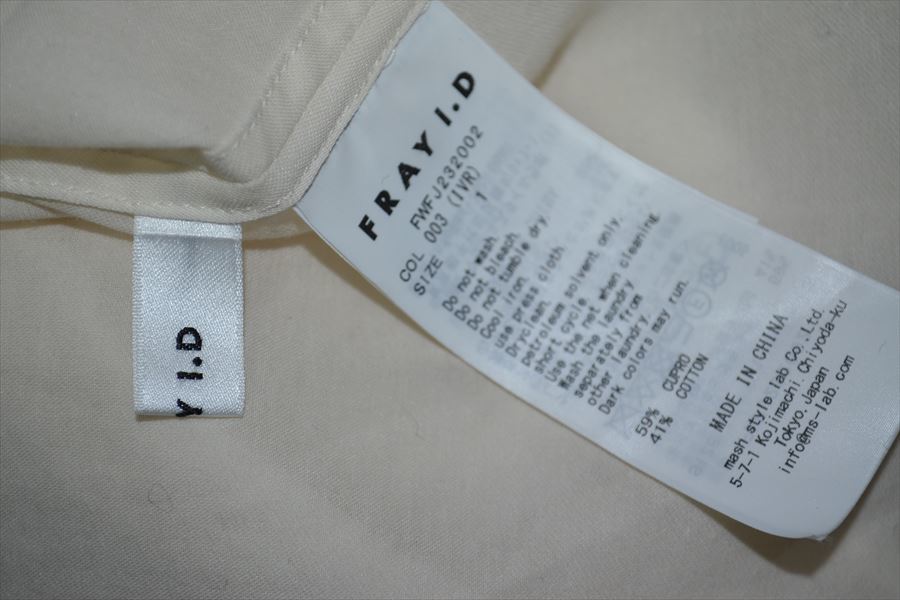 FRAY I.D
FWFJ232002
COL 003 (IVR)
SIZE 1
Do not wash.
Do not bleach.
Do not tumble dry.
Cool iron.
use press cloth.
Dryclean.
petroleum solvent only.
short cycle
Use the net when cleaning.
Wash the laundry
separately from
other laundry.
Dark colors may run.
59% CUPRO
41% COTTON
MADE IN CHINA
mash style lab Co.,Ltd.
5-7-1 Kojimachi.Chiyoda-ku
Tokyo.Japan
info@ms-lab.com
Y I.D